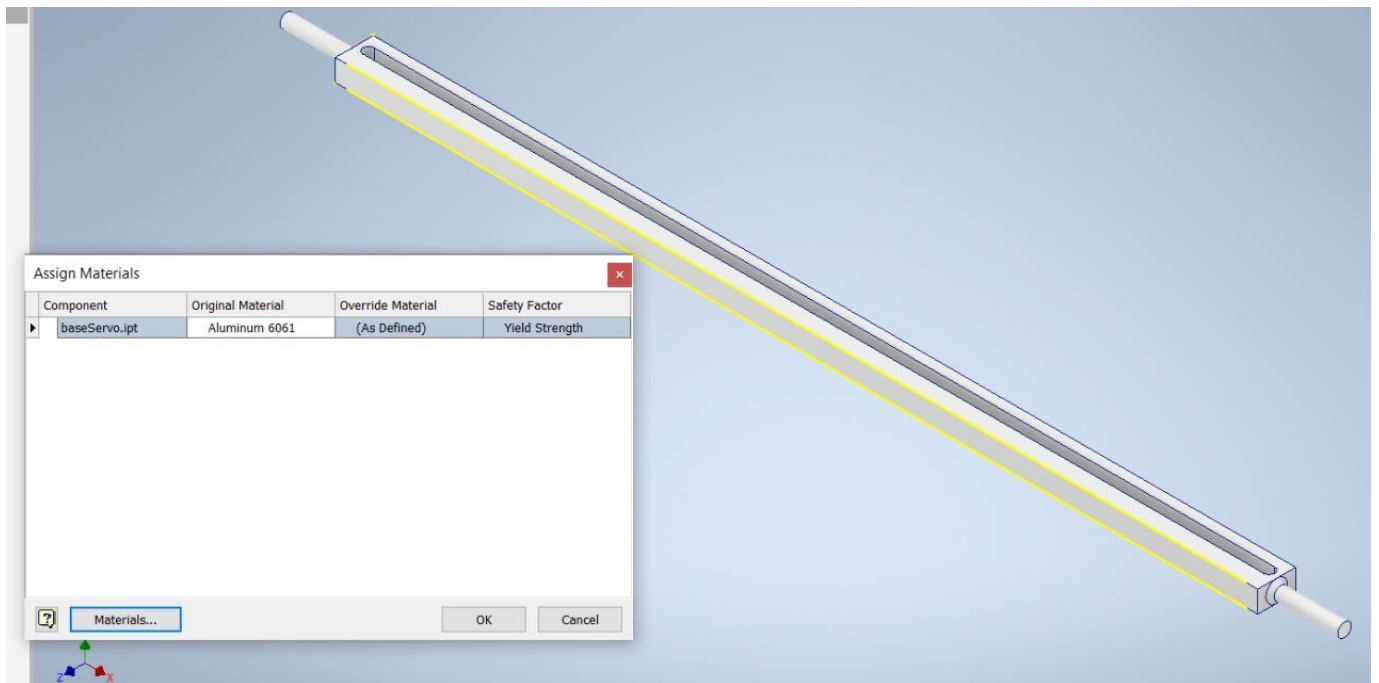 Assign Materials
Component Original Material Override Material Safety Factor
baseServo.ipt Aluminum 6061 (As Defined) Yield Strength
Materials... OK Cancel
Z X